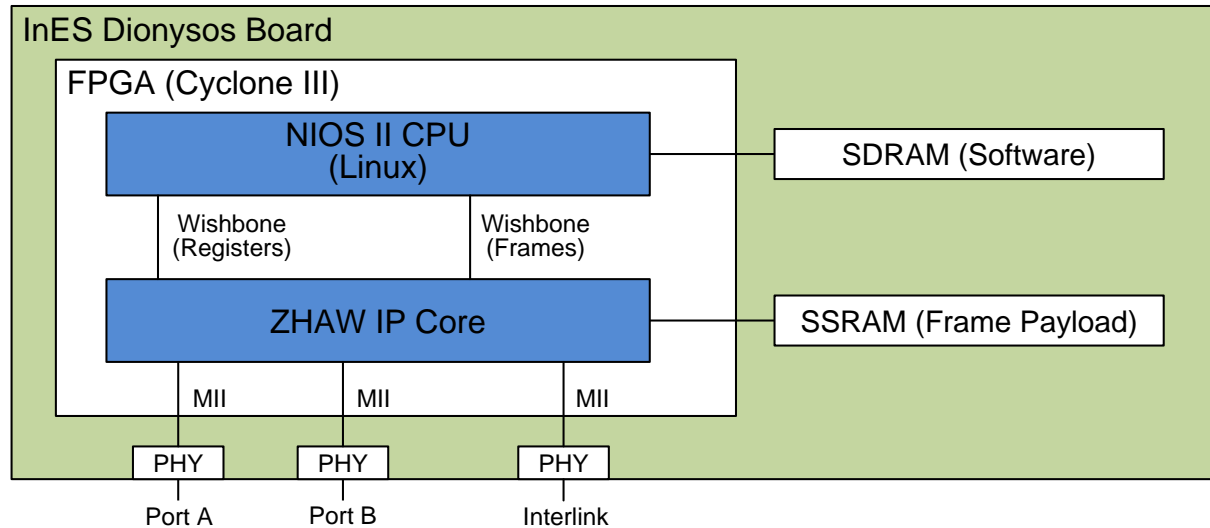 InES Dionysos Board
FPGA (Cyclone III)
NIOS II CPU
(Linux)
SDRAM (Software)
Wishbone
(Registers)
Wishbone
(Frames)
ZHAW IP Core
SSRAM (Frame Payload)
MII
MII
MII
PHY
PHY
PHY
Port A
Port B
Interlink